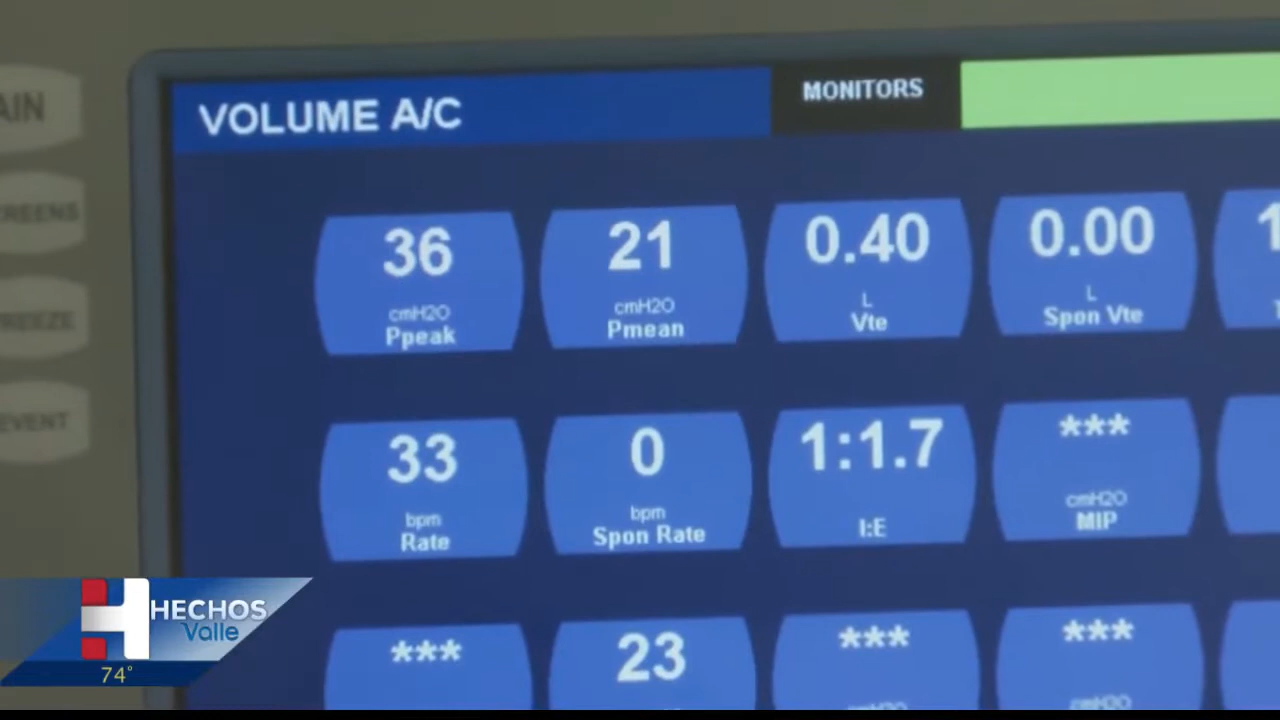 VOLUME A/C
MONITORS
36
cmH2O
Ppeak
21
cmH2O
Pmean
0.40
L
Vte
0.00
L
Spon Vte
33
bpm
Rate
0
bpm
Spon Rate
1:1.7
I:E
***
cmH2O
MIP
***
23
***
***
EVENT
HECHOS
Valle
74°